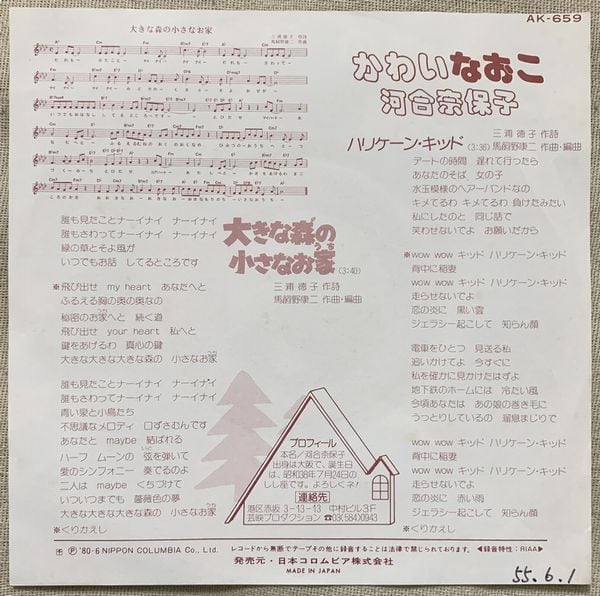 AK-659
大きな森の小さなお家
三浦徳子 作詩
馬飼野康二 作曲
かわいなおこ
河合奈保子
三浦徳子 作詩
ハリケーン・キッド (3:36) 馬飼野康二 作曲・編曲
デートの時間 遅れて行ったら
あなたのそば 女の子
水玉模様のヘアーバンドなの
キメてるわ キメてるわ 負けたみたい
私にしたのと 同じ話で
笑わせないでよ お願いだから
※wow wow キッド ハリケーン・キッド
背中に稲妻
wow wow キッド ハリケーン・キッド
走らせないでよ
恋の炎に 黒い雲
ジェラシー起こして 知らん顔
電車をひとつ 見送る私
追いかけてよ 今すぐに
私を確かに見かけたはずよ
地下鉄のホームには 冷たい風
今頃あなたは あの娘の巻き毛に
うっとりしているの 溜息まじりで
wow wow キッド ハリケーン・キッド
背中に稲妻
wow wow キッド ハリケーン・キッド
走らせないでよ
恋の炎に 赤い雨
ジェラシー起こして 知らん顔
※くりかえし
大きな森の
小さなお家 (3:40)
うち
三浦徳子 作詩
馬飼野康二 作曲・編曲
誰も見たことナーイナイ ナーイナイ
誰もさわってナーイナイ ナーイナイ
緑の草とそよ風が
いつでもお話 してるところです
※飛び出せ my heart あなたへと
ふるえる胸の奥の奥なの
秘密のお家へと 続く道
飛び出せ your heart 私へと
鍵をあげるわ 真心の鍵
大きな大きな大きな森の 小さなお家
誰も見たことナーイナイ ナーイナイ
誰もさわってナーイナイ ナーイナイ
青い泉と小鳥たち
不思議なメロディ 口ずさむんです
あなたと maybe 結ばれる
ハーフ ムーンの 弦を弾いて
愛のシンフォニー 奏でるのよ
二人は maybe くちづけて
いついついつまでも 薔薇色の夢
大きな大きな大きな森の 小さなお家
※くりかえし
プロフィール
本名／河合奈保子
出身は大阪で、誕生日
は、昭和38年7月24日の
しし座です。よろしくネ！
連絡先
港区赤坂 3-13-13 中村ビル3F
芸映プロダクション ☎03(584)0943
Ⓟ'80・6 NIPPON COLUMBIA Co., Ltd.
レコードから無断でテープその他に録音することは法律で禁じられております。 ◀録音特性：RIAA▶
発売元・日本コロムビア株式会社
MADE IN JAPAN
55.6.1